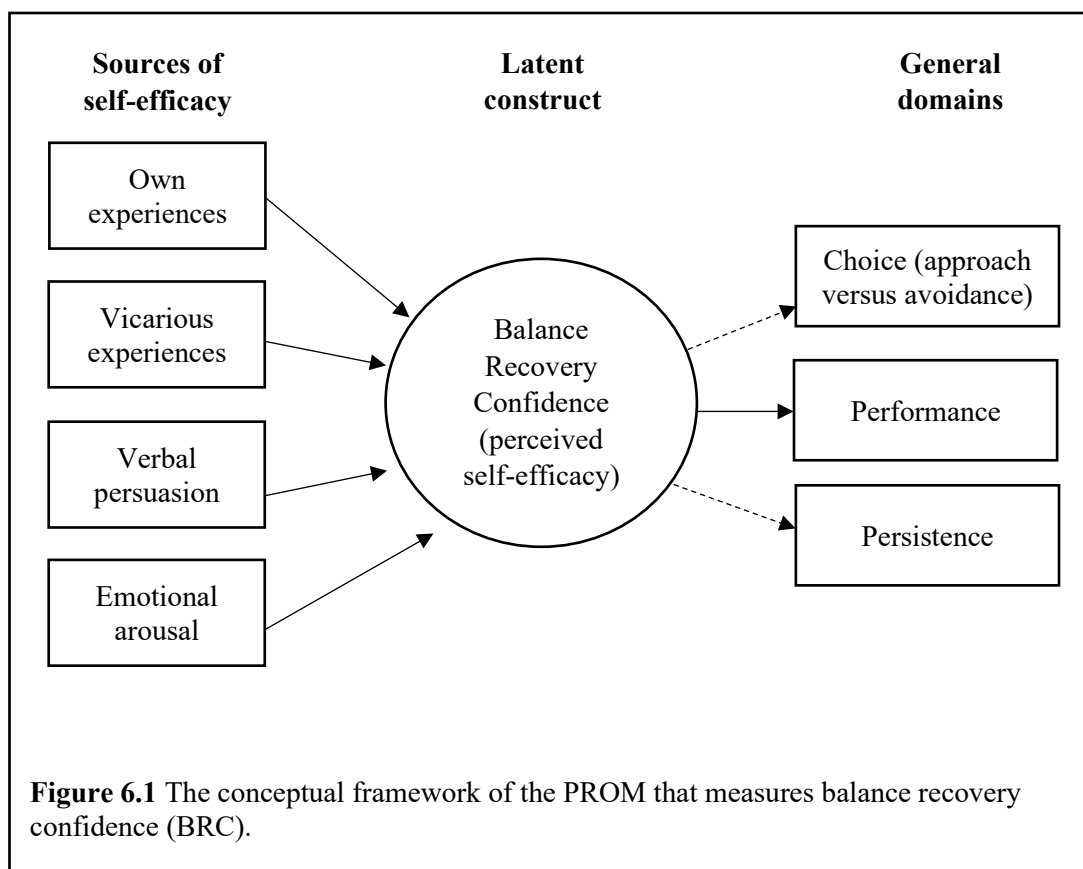 Sources of
self-efficacy
Latent
construct
General
domains
Own
experiences
Vicarious
experiences
Verbal
persuasion
Emotional
arousal
Balance
Recovery
Confidence
(perceived
self-efficacy)
Choice (approach
versus avoidance)
Performance
Persistence
Figure 6.1 The conceptual framework of the PROM that measures balance recovery
confidence (BRC).